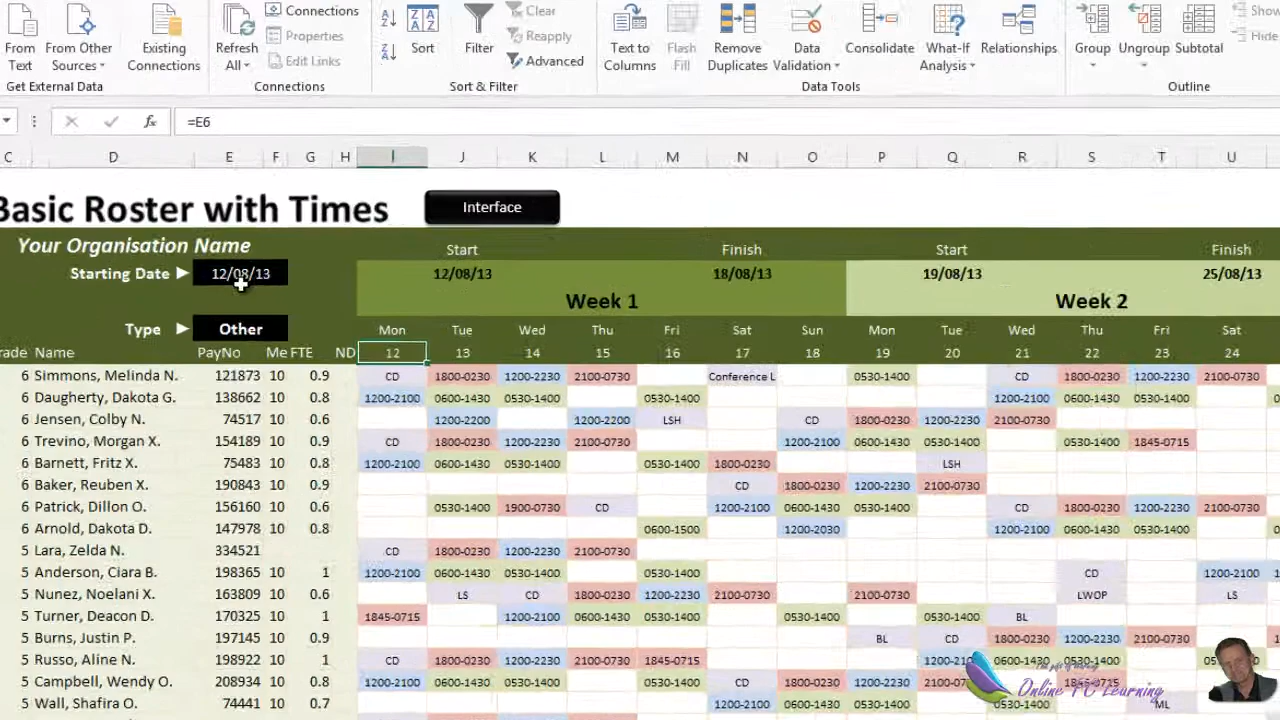 From Text
From Other Sources
Existing Connections
Refresh All
Connections
Properties
Edit Links
Sort
Filter
Clear
Reapply
Advanced
Text to Columns
Flash Fill
Remove Duplicates
Data Validation
Consolidate
What-If Analysis
Relationships
Group
Ungroup
Subtotal
Show
Hide
Get External Data
Connections
Sort & Filter
Data Tools
Outline
fx =E6
C D E F G H I J K L M N O P Q R S T U
Basic Roster with Times Interface
Your Organisation Name Start Finish Start Finish
Starting Date 12/08/13 12/08/13 18/08/13 19/08/13 25/08/13
Week 1 Week 2
Type Other Mon Tue Wed Thu Fri Sat Sun Mon Tue Wed Thu Fri Sat
rade Name PayNo Me FTE ND 12 13 14 15 16 17 18 19 20 21 22 23 24
6 Simmons, Melinda N. 121873 10 0.9 CD 1800-0230 1200-2230 2100-0730 Conference L 0530-1400 CD 1800-0230 1200-2230 2100-0730
6 Daugherty, Dakota G. 138662 10 0.8 1200-2100 0600-1430 0530-1400 0530-1400 1200-2100 0600-1430 0530-1400
6 Jensen, Colby N. 74517 10 0.6 1200-2200 1200-2200 LSH CD 1800-0230 1200-2230 2100-0730
6 Trevino, Morgan X. 154189 10 0.9 CD 1800-0230 1200-2230 2100-0730 1200-2100 0600-1430 0530-1400 0530-1400 1845-0715
6 Barnett, Fritz X. 75483 10 0.8 1200-2100 0600-1430 0530-1400 0530-1400 1800-0230 LSH
6 Baker, Reuben X. 190843 10 0.9 CD 1800-0230 1200-2230 2100-0730
6 Patrick, Dillon O. 156160 10 0.6 0530-1400 1900-0730 CD 1200-2100 0600-1430 0530-1400 CD 1800-0230 1200-2230 2100-0730
6 Arnold, Dakota D. 147978 10 0.8 0600-1500 1200-2030 1200-2100 0600-1430 0530-1400
5 Lara, Zelda N. 334521 CD 1800-0230 1200-2230 2100-0730
5 Anderson, Ciara B. 198365 10 1 1200-2100 0600-1430 0530-1400 0530-1400 CD 1200-2100
5 Nunez, Noelani X. 163809 10 0.6 LS CD 1800-0230 1200-2230 2100-0730 2100-0730 LWOP LS
5 Turner, Deacon D. 170325 10 1 1845-0715 1200-2100 0600-1430 0530-1400 0530-1400 0530-1400 BL
5 Burns, Justin P. 197145 10 0.9 BL CD 1800-0230 1200-2230 2100-0730
5 Russo, Aline N. 198922 10 1 CD 1800-0230 1200-2230 2100-0730 1845-0715 0600-1430 0530-1400
5 Campbell, Wendy O. 208934 10 0.8 1200-2100 0600-1430 0530-1400 0530-1400 CD 1800-0230 1200-2230
5 Wall, Shafira O. 74441 10 0.7 1200-2100 0600-1430 0530-1400 0530-1400 ML
Online PC Learning